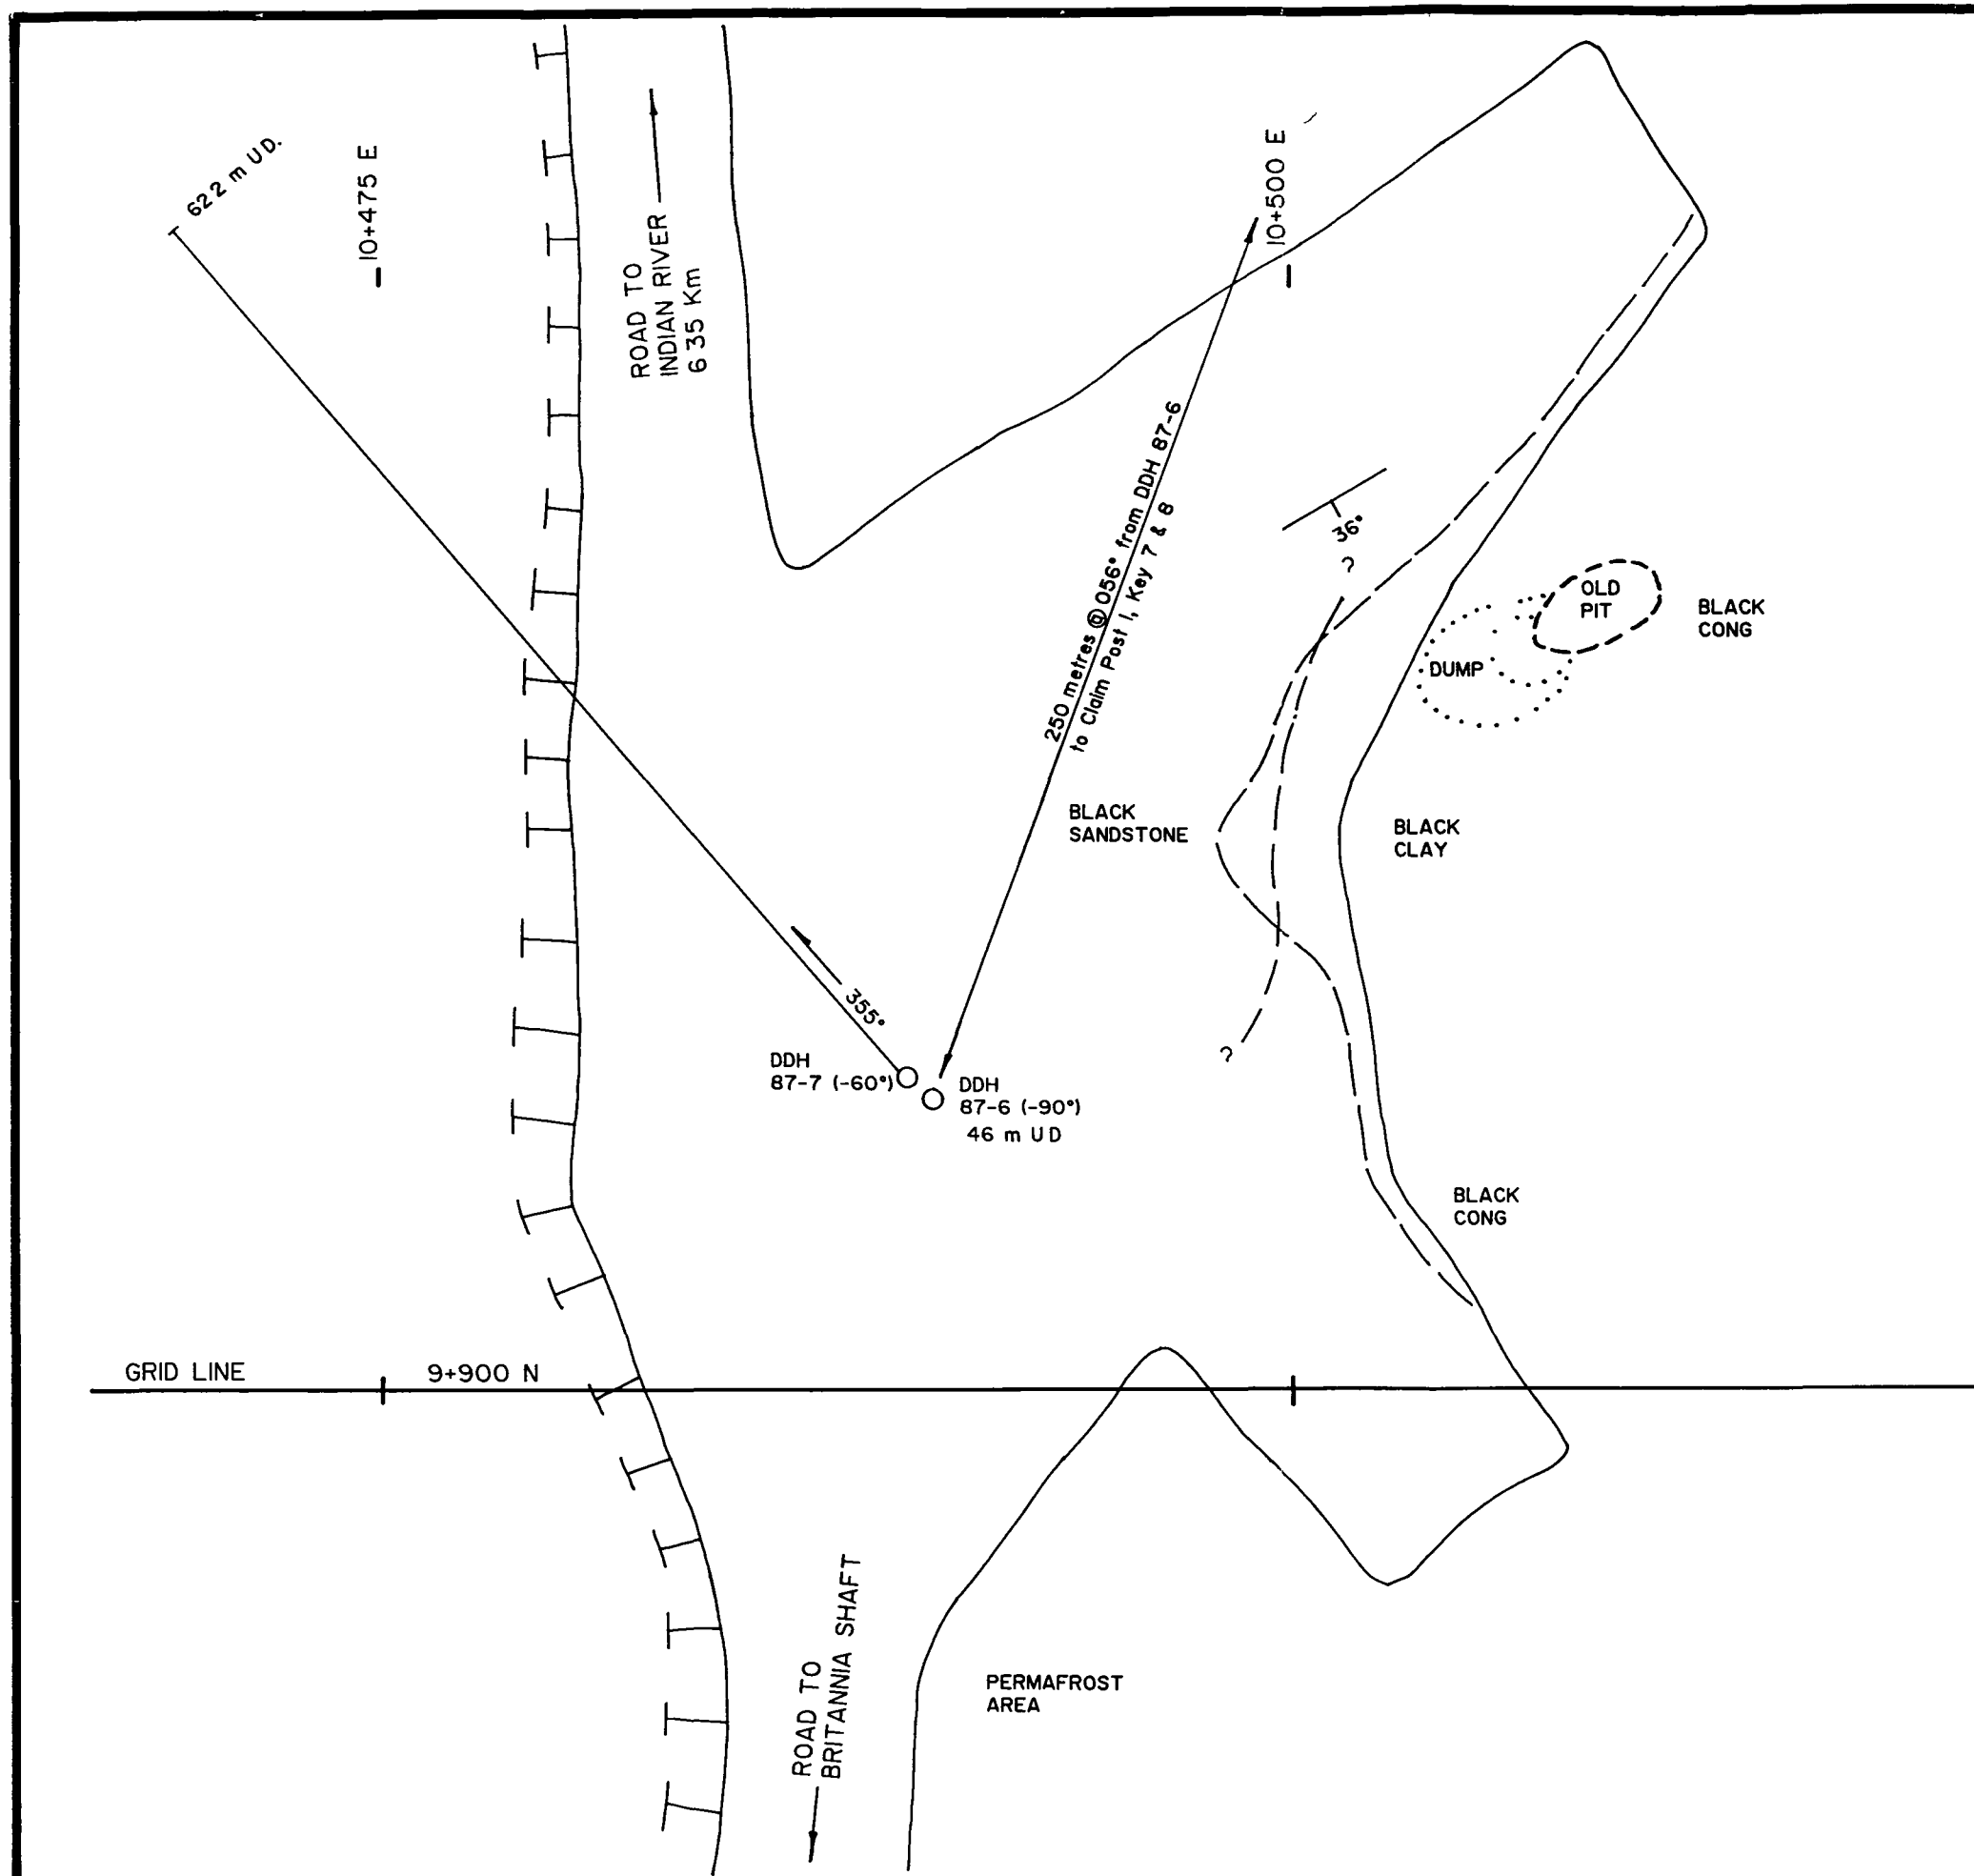 62 2 m UD.
10+475 E
ROAD TO
INDIAN RIVER
6 35 Km
10+500 E
250 metres @ 056° from DDH 87-6
to Claim Post 1, Key 7 & 8
36°
?
OLD
PIT
BLACK
CONG
DUMP
BLACK
SANDSTONE
BLACK
CLAY
355°
?
DDH
87-7 (-60°)
DDH
87-6 (-90°)
46 m UD
BLACK
CONG
GRID LINE
9+900 N
ROAD TO
BRITANNIA SHAFT
PERMAFROST
AREA